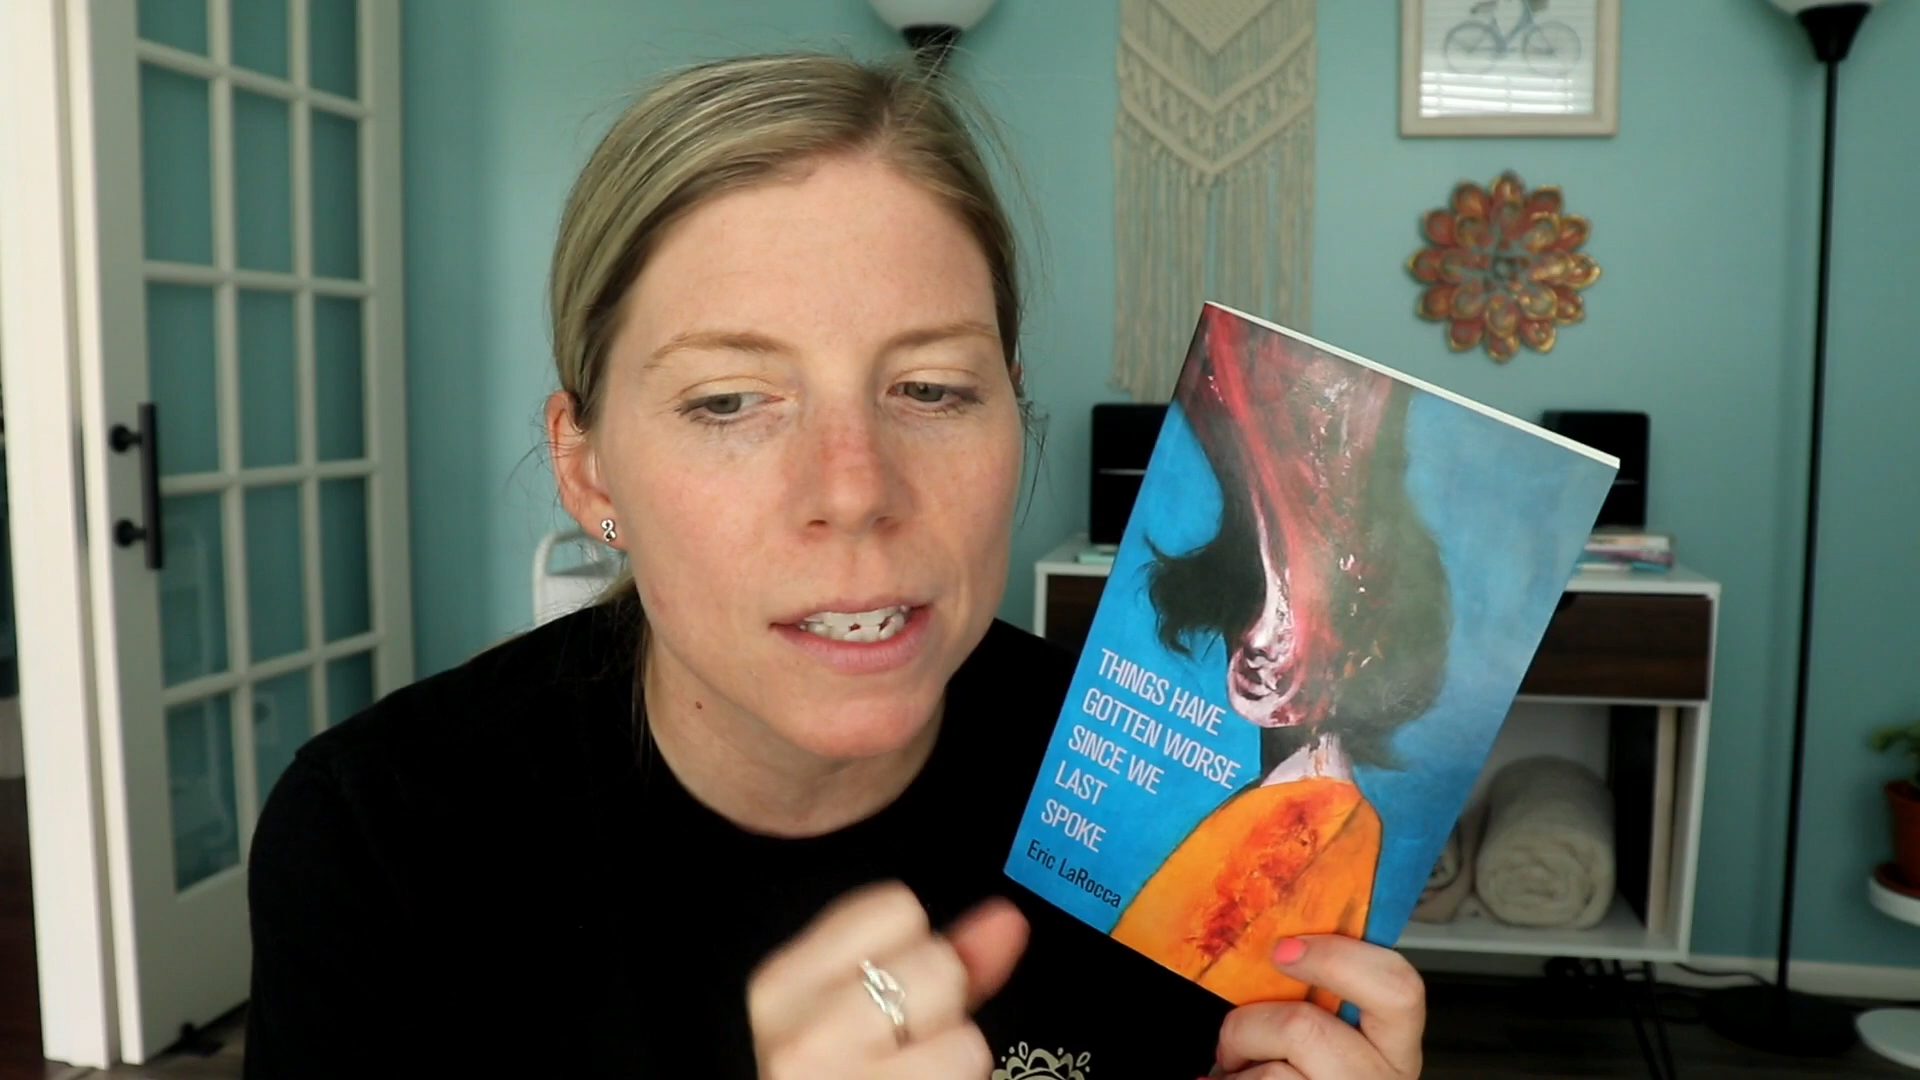 THINGS HAVE
GOTTEN WORSE
SINCE WE
LAST
SPOKE
Eric LaRocca